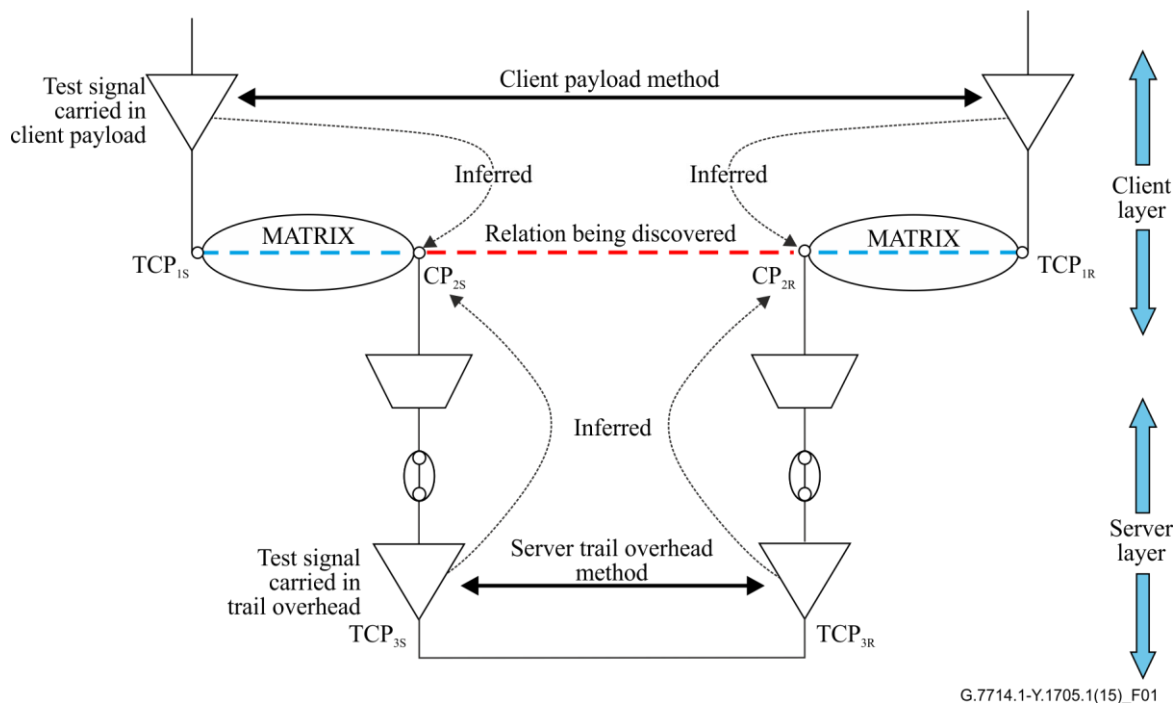 Test signal
carried in
client payload
Client payload method
Inferred
Inferred
Client
layer
MATRIX
Relation being discovered
MATRIX
TCP1S
CP2S
CP2R
TCP1R
Inferred
Server
layer
Test signal
carried in
trail overhead
Server trail overhead
method
TCP3S
TCP3R
G.7714.1-Y.1705.1(15)_F01